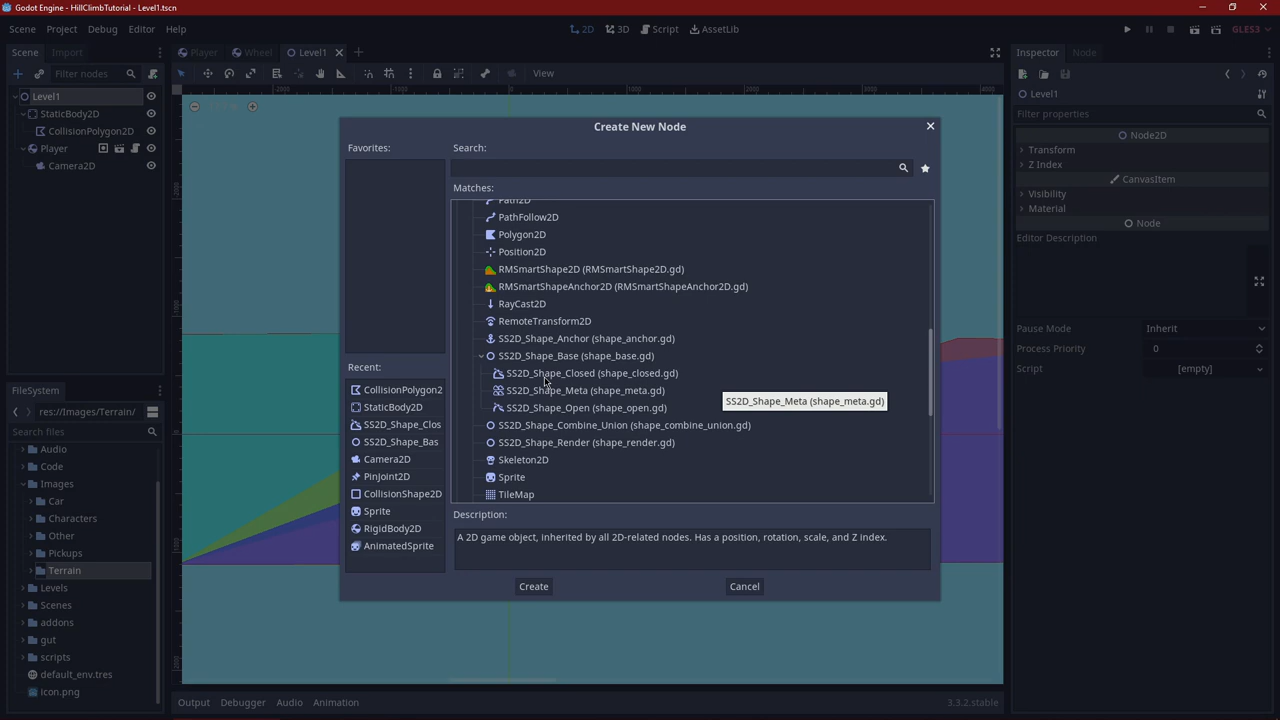 Godot Engine - HillClimbTutorial - Level1.tscn
Scene Project Debug Editor Help
2D 3D Script AssetLib
GLES3
Scene Import
Player Wheel Level1
Inspector Node
Filter nodes
View
Level1
StaticBody2D
CollisionPolygon2D
Player
Camera2D
Level1
Filter properties
Node2D
Transform
Z Index
CanvasItem
Visibility
Material
Node
Editor Description
Pause Mode Inherit
Process Priority 0
Script [empty]
-2000 -1000 0 1000 2000 3000 4000
Create New Node
Favorites:
Search:
Matches:
Path2D
PathFollow2D
Polygon2D
Position2D
RMSmartShape2D (RMSmartShape2D.gd)
RMSmartShapeAnchor2D (RMSmartShapeAnchor2D.gd)
RayCast2D
RemoteTransform2D
SS2D_Shape_Anchor (shape_anchor.gd)
SS2D_Shape_Base (shape_base.gd)
SS2D_Shape_Closed (shape_closed.gd)
SS2D_Shape_Meta (shape_meta.gd)
SS2D_Shape_Open (shape_open.gd)
SS2D_Shape_Combine_Union (shape_combine_union.gd)
SS2D_Shape_Render (shape_render.gd)
Skeleton2D
Sprite
TileMap
SS2D_Shape_Meta (shape_meta.gd)
Recent:
CollisionPolygon2
StaticBody2D
SS2D_Shape_Clos
SS2D_Shape_Bas
Camera2D
PinJoint2D
CollisionShape2D
Sprite
RigidBody2D
AnimatedSprite
Description:
A 2D game object, inherited by all 2D-related nodes. Has a position, rotation, scale, and Z index.
Create Cancel
FileSystem
res://Images/Terrain/
Search files
Audio
Code
Images
Car
Characters
Other
Pickups
Terrain
Levels
Scenes
addons
gut
scripts
default_env.tres
icon.png
Output Debugger Audio Animation
3.3.2.stable